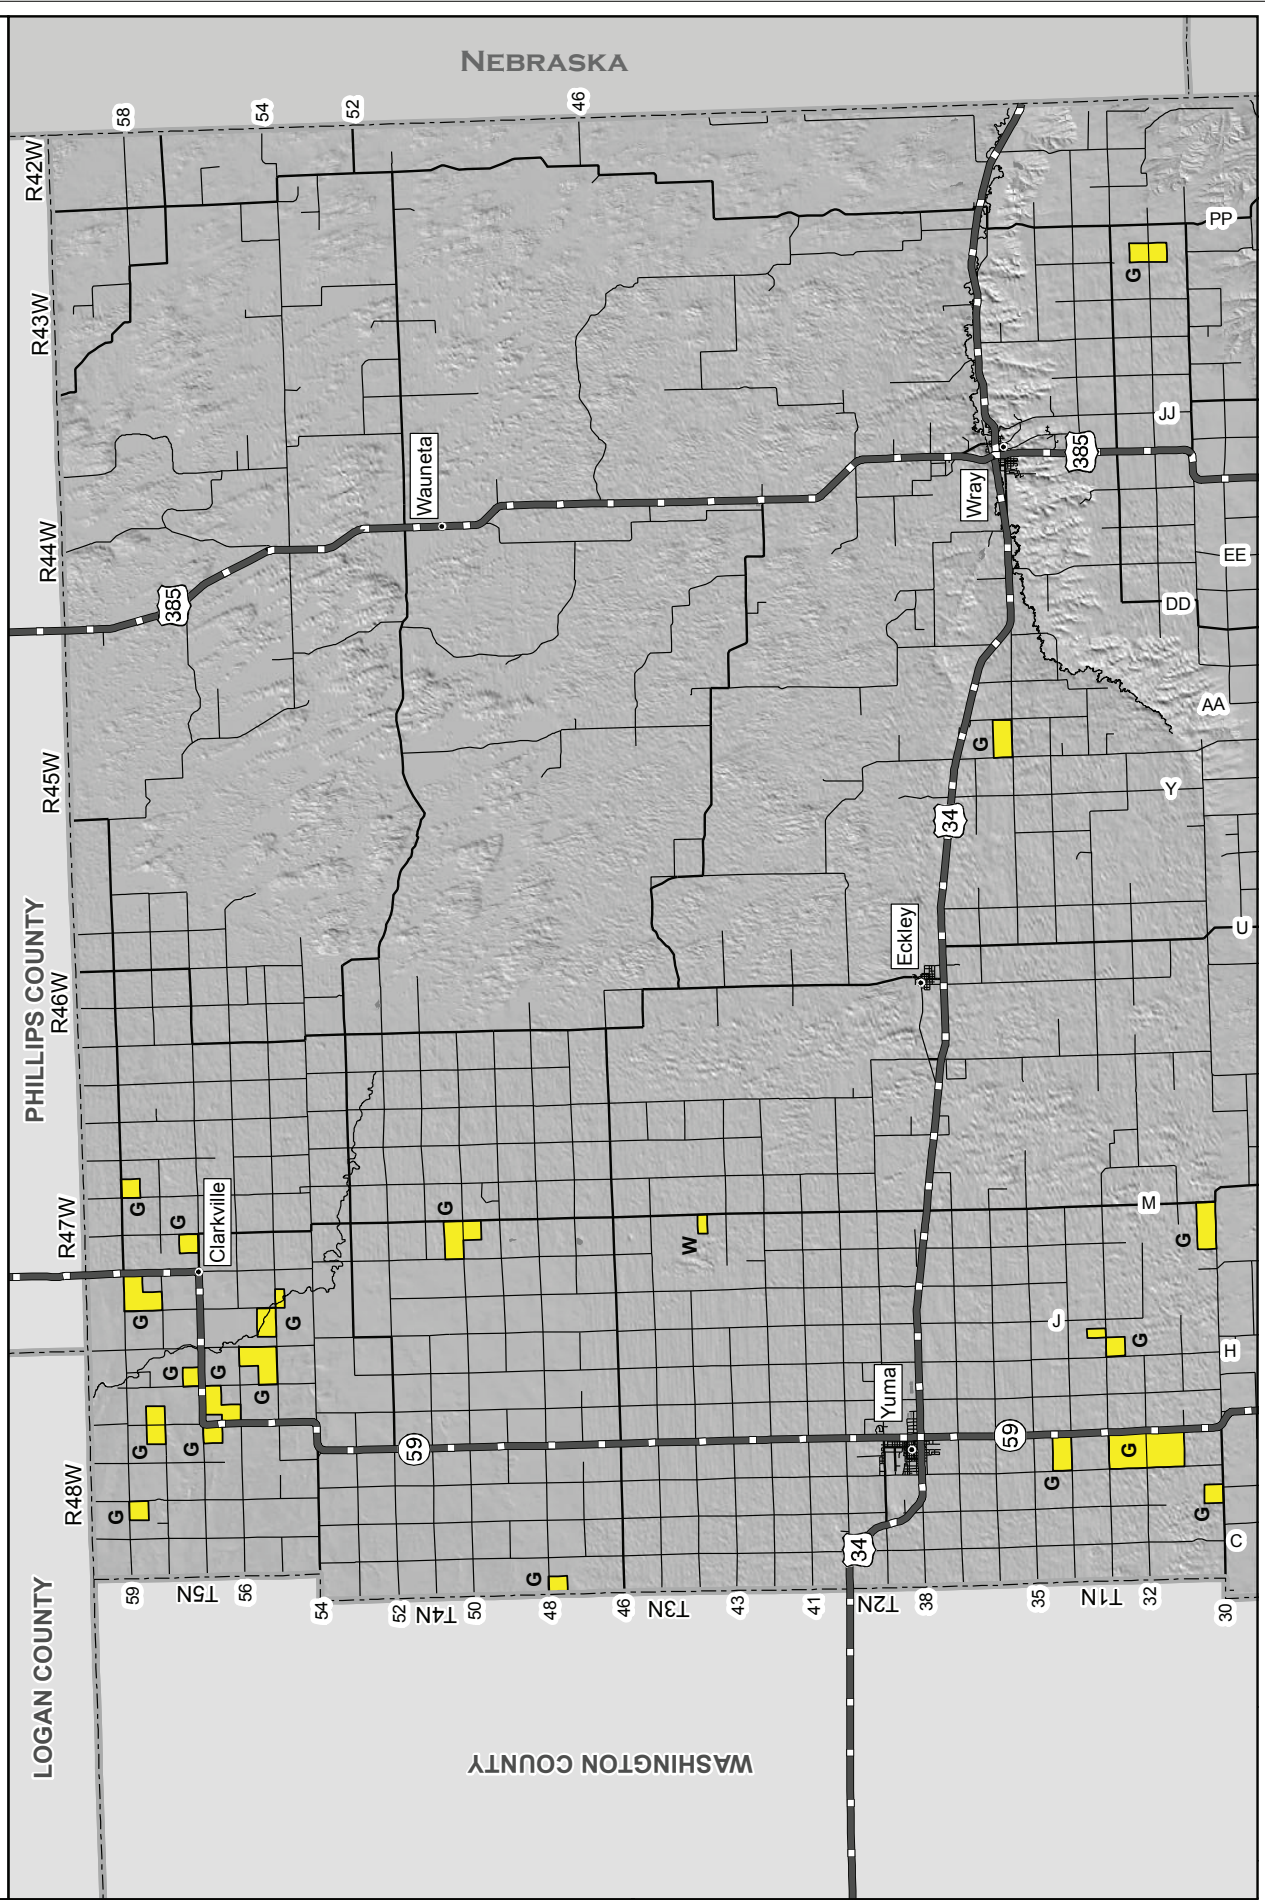 NEBRASKA
LOGAN COUNTY
PHILLIPS COUNTY
WASHINGTON COUNTY
R48W
R47W
R46W
R45W
R44W
R43W
R42W
58
54
52
46
59
T5N
56
54
52
T4N
50
48
46
T3N
43
41
T2N
38
35
T1N
32
30
Clarkville
Wauneta
Wray
Eckley
Yuma
385
385
34
34
59
59
PP
JJ
EE
DD
AA
Y
U
M
J
H
C
G
G
G
G
G
G
G
G
G
G
G
G
W
G
G
G
G
G
G
G